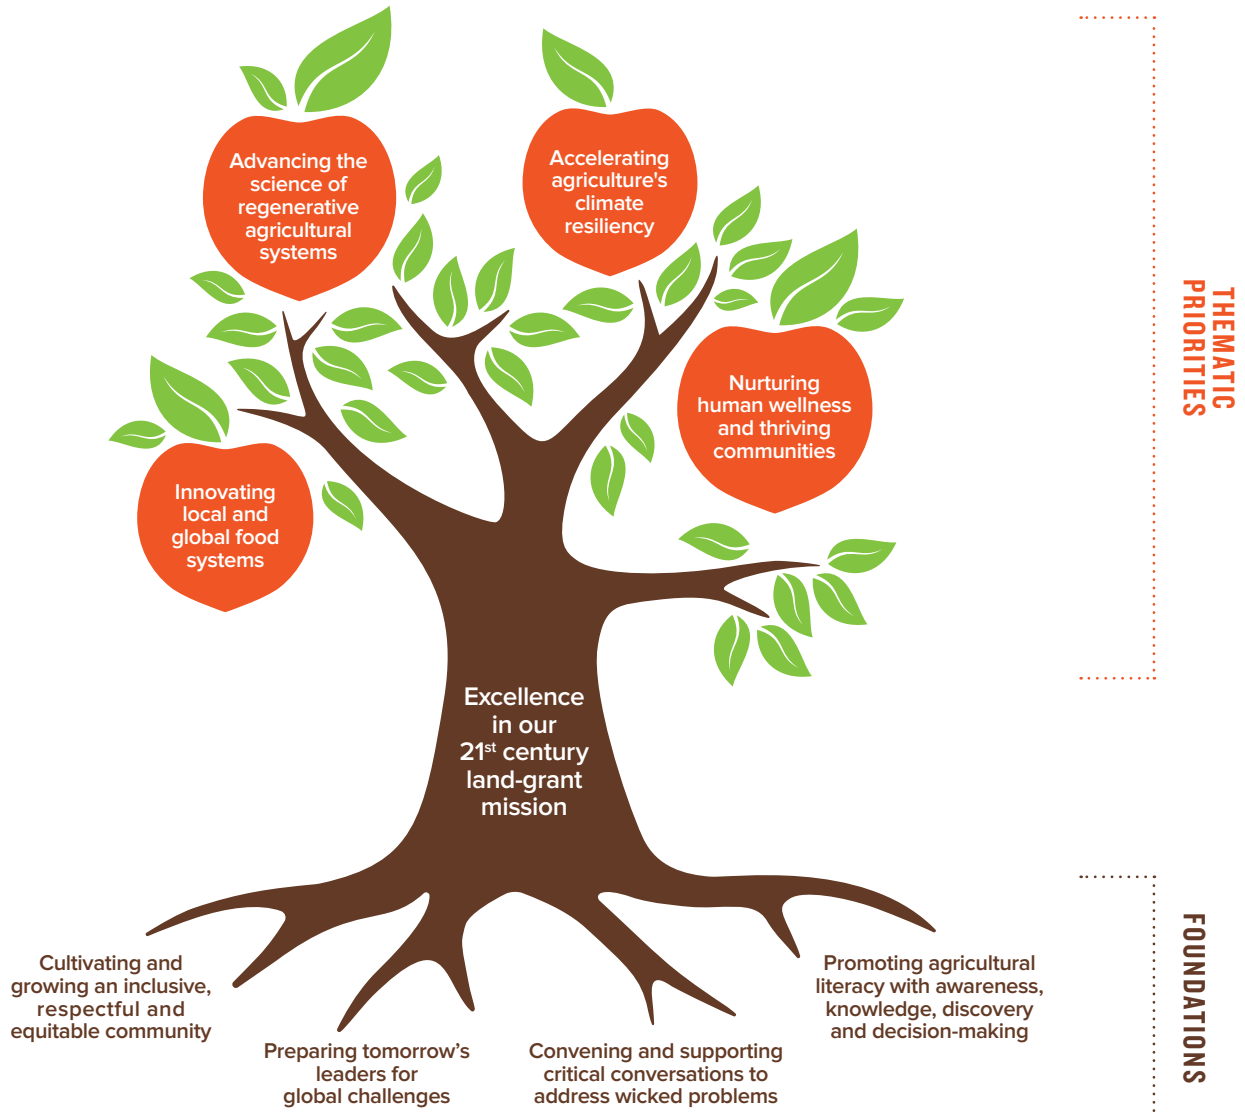 Advancing the
science of
regenerative
agricultural
systems
Accelerating
agriculture's
climate
resiliency
Nurturing
human wellness
and thriving
communities
Innovating
local and
global food
systems
THEMATIC
PRIORITIES
Excellence
in our
21st century
land-grant
mission
Cultivating and
growing an inclusive,
respectful and
equitable community
Preparing tomorrow’s
leaders for
global challenges
Convening and supporting
critical conversations to
address wicked problems
Promoting agricultural
literacy with awareness,
knowledge, discovery
and decision-making
FOUNDATIONS